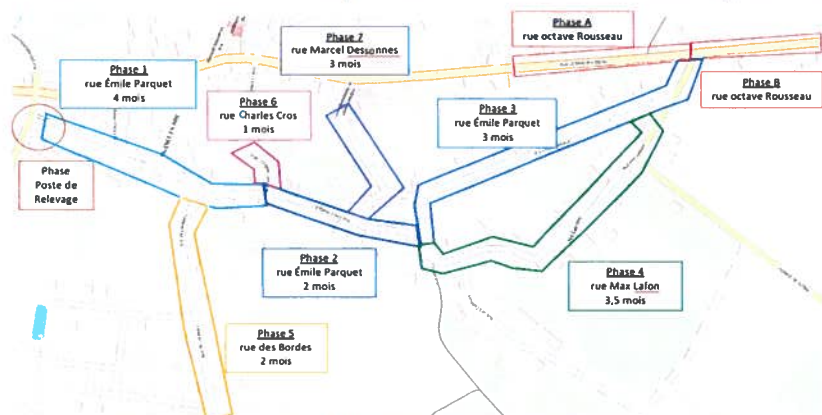 Phase A
rue octave Rousseau
Phase 7
rue Marcel Dessonnes
3 mois
Phase 1
rue Émile Parquet
4 mois
Phase B
rue octave Rousseau
Phase 6
rue Charles Cros
1 mois
Phase 3
rue Émile Parquet
3 mois
Phase
Poste de
Relevage
Phase 2
rue Émile Parquet
2 mois
Phase 4
rue Max Lafon
3,5 mois
Phase 5
rue des Bordes
2 mois